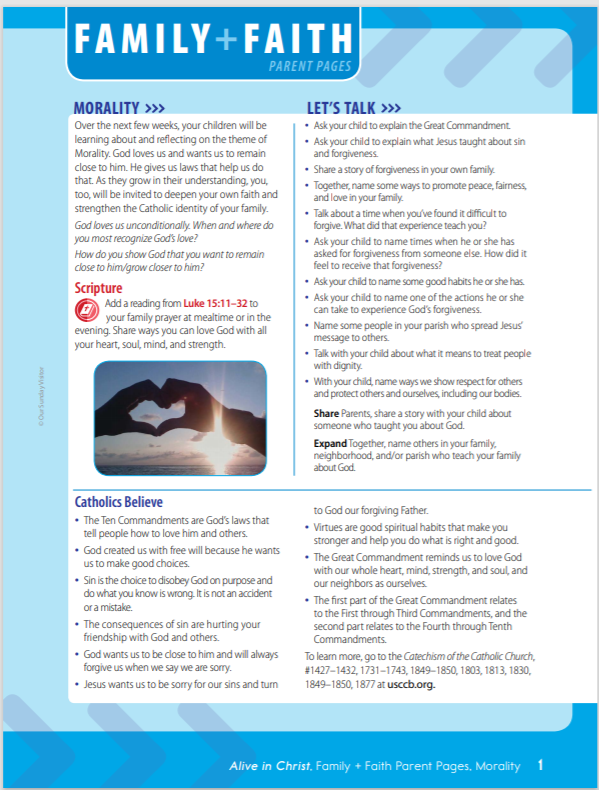 FAMILY+FAITH
PARENT PAGES
MORALITY >>>
Over the next few weeks, your children will be
learning about and reflecting on the theme of
Morality. God loves us and wants us to remain
close to him. He gives us laws that help us do
that. As they grow in their understanding, you,
too, will be invited to deepen your own faith and
strengthen the Catholic identity of your family.
God loves us unconditionally. When and where do
you most recognize God's love?
How do you show God that you want to remain
close to him/grow closer to him?
Scripture
Add a reading from Luke 15:11–32 to
your family prayer at mealtime or in the
evening. Share ways you can love God with all
your heart, soul, mind, and strength.
© Our Sunday Visitor
LET'S TALK >>>
• Ask your child to explain the Great Commandment.
• Ask your child to explain what Jesus taught about sin
and forgiveness.
• Share a story of forgiveness in your own family.
• Together, name some ways to promote peace, fairness,
and love in your family.
• Talk about a time when you've found it difficult to
forgive. What did that experience teach you?
• Ask your child to name times when he or she has
asked for forgiveness from someone else. How did it
feel to receive that forgiveness?
• Ask your child to name some good habits he or she has.
• Ask your child to name one of the actions he or she
can take to experience God's forgiveness.
• Name some people in your parish who spread Jesus'
message to others.
• Talk with your child about what it means to treat people
with dignity.
• With your child, name ways we show respect for others
and protect others and ourselves, including our bodies.
Share Parents, share a story with your child about
someone who taught you about God.
Expand Together, name others in your family,
neighborhood, and/or parish who teach your family
about God.
Catholics Believe
• The Ten Commandments are God's laws that
tell people how to love him and others.
• God created us with free will because he wants
us to make good choices.
• Sin is the choice to disobey God on purpose and
do what you know is wrong. It is not an accident
or a mistake.
• The consequences of sin are hurting your
friendship with God and others.
• God wants us to be close to him and will always
forgive us when we say we are sorry.
• Jesus wants us to be sorry for our sins and turn
to God our forgiving Father.
• Virtues are good spiritual habits that make you
stronger and help you do what is right and good.
• The Great Commandment reminds us to love God
with our whole heart, mind, strength, and soul, and
our neighbors as ourselves.
• The first part of the Great Commandment relates
to the First through Third Commandments, and the
second part relates to the Fourth through Tenth
Commandments.
To learn more, go to the Catechism of the Catholic Church,
#1427–1432, 1731–1743, 1849–1850, 1803, 1813, 1830,
1849–1850, 1877 at usccb.org.
Alive in Christ, Family + Faith Parent Pages, Morality 1